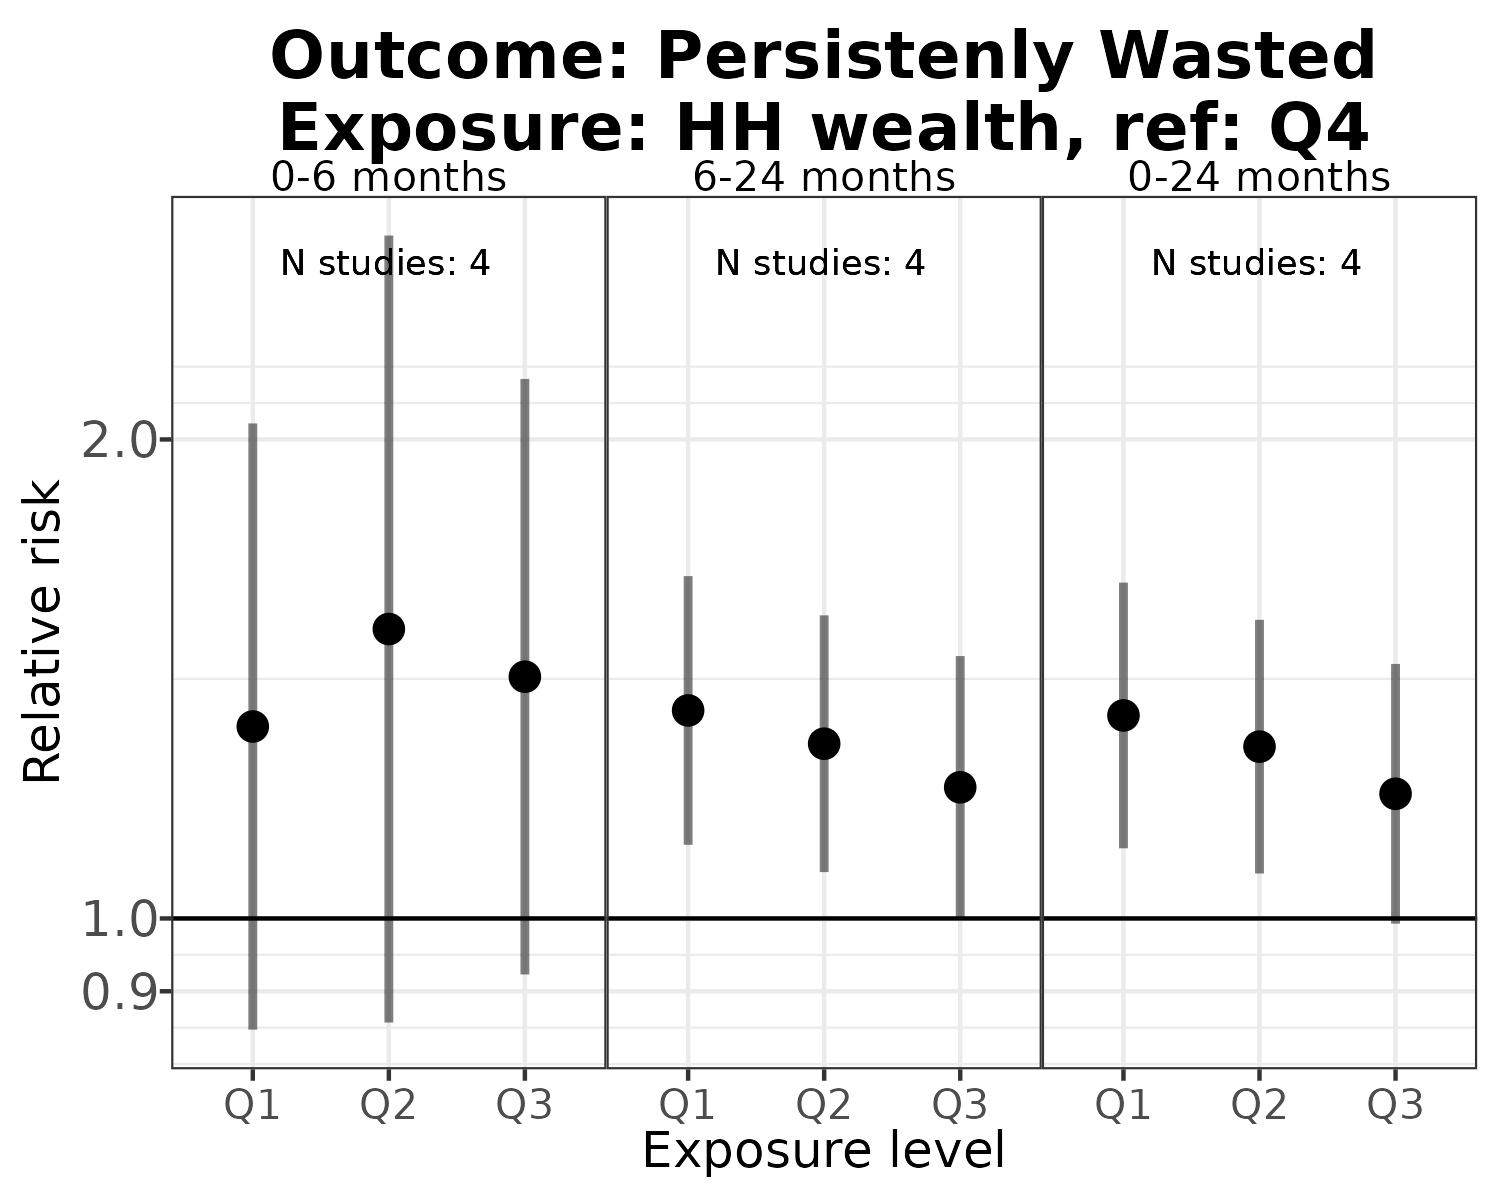 Outcome: Persistenly Wasted
Exposure: HH wealth, ref: Q4
0-6 months 6-24 months 0-24 months
N studies: 4 N studies: 4 N studies: 4
2.0
Relative risk
1.0
0.9
Q1 Q2 Q3 Q1 Q2 Q3 Q1 Q2 Q3
Exposure level